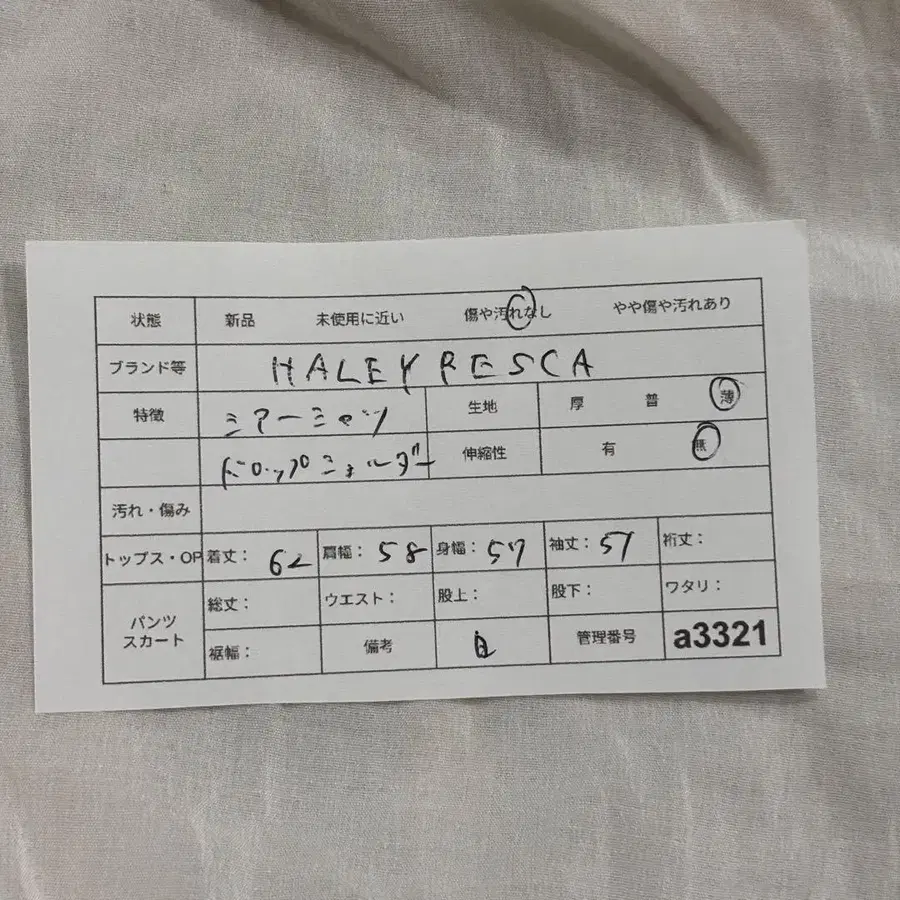 状態 新品 未使用に近い 傷や汚れなし やや傷や汚れあり
ブランド等 HALEYRESCA
特徴 シアーシャツ 生地 厚 普 薄
ドロップショルダー 伸縮性 有 無
汚れ・傷み
トップス・OP 着丈: 62 肩幅: 58 身幅: 57 袖丈: 51 裄丈:
パンツ スカート 総丈: ウエスト: 股上: 股下: ワタリ:
裾幅: 備考 管理番号 a3321